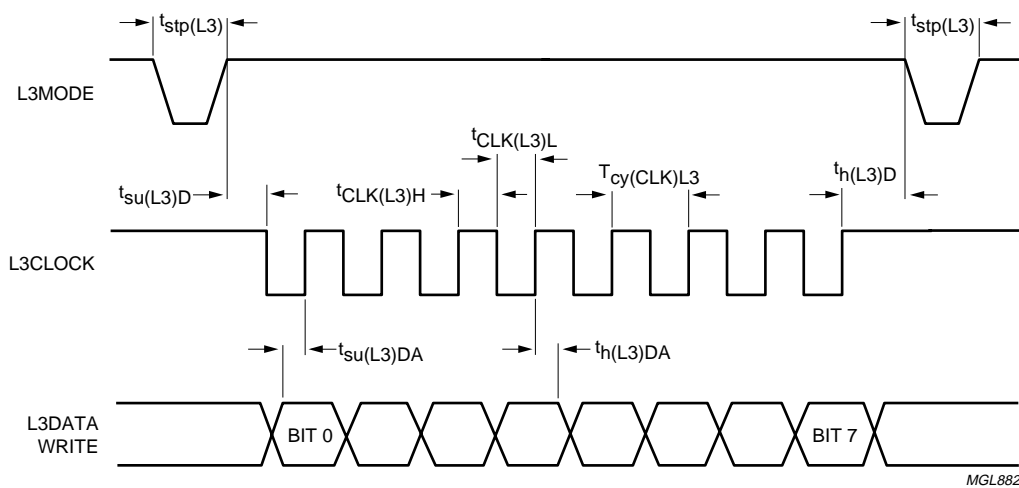 tstp(L3) tstp(L3)
L3MODE
tCLK(L3)L
tsu(L3)D tCLK(L3)H Tcy(CLK)L3 th(L3)D
L3CLOCK
tsu(L3)DA th(L3)DA
L3DATA
WRITE
BIT 0 BIT 7
MGL882